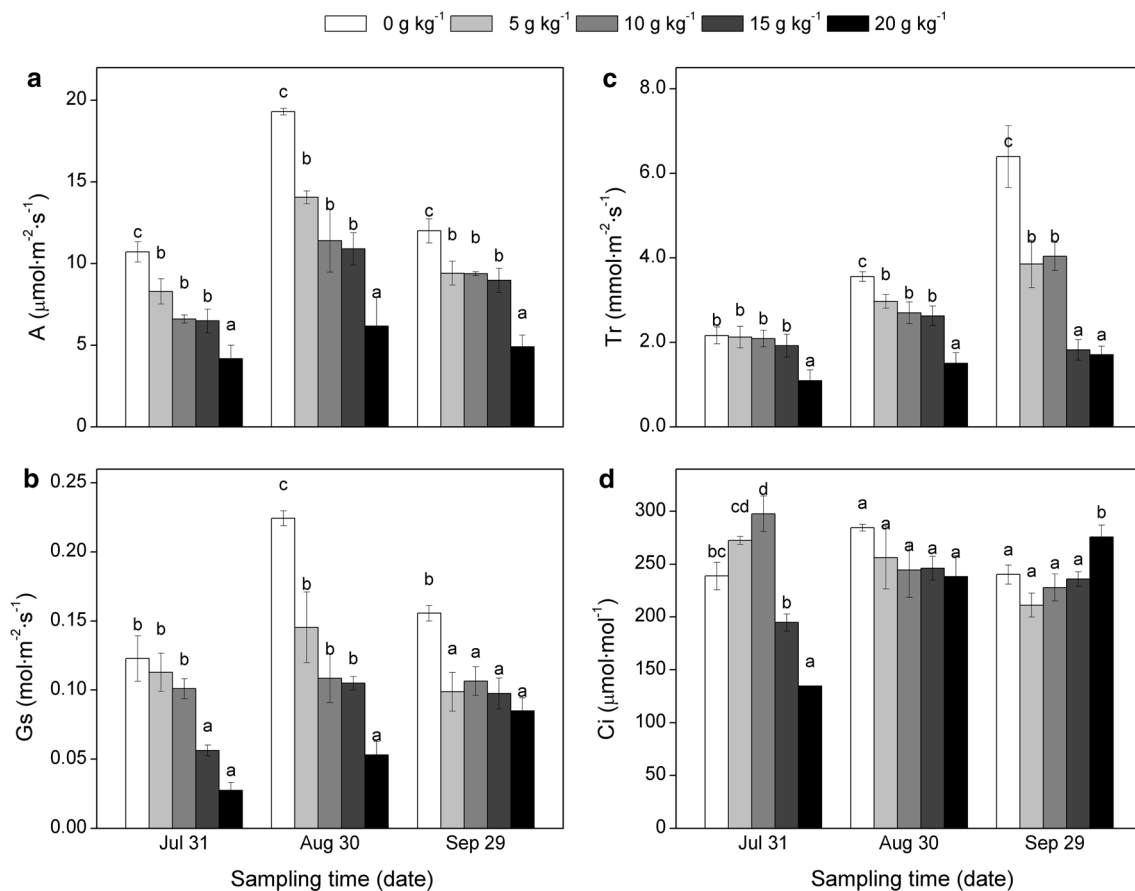 0 g kg⁻¹ 5 g kg⁻¹ 10 g kg⁻¹ 15 g kg⁻¹ 20 g kg⁻¹
a
A (μmol·m⁻²·s⁻¹)
20
15
10
5
0
c b b b a
c b b b a
c b b b a
c
Tr (mmol·m⁻²·s⁻¹)
8.0
6.0
4.0
2.0
0.0
b b b b a
c b b b a
c b b a a
b
Gs (mol·m⁻²·s⁻¹)
0.25
0.20
0.15
0.10
0.05
0.00
b b b a a
c b b b a
b a a a a
Jul 31 Aug 30 Sep 29
Sampling time (date)
d
Ci (μmol·mol⁻¹)
300
250
200
150
100
50
0
bc cd d b a
a a a a a
a a a a b
Jul 31 Aug 30 Sep 29
Sampling time (date)